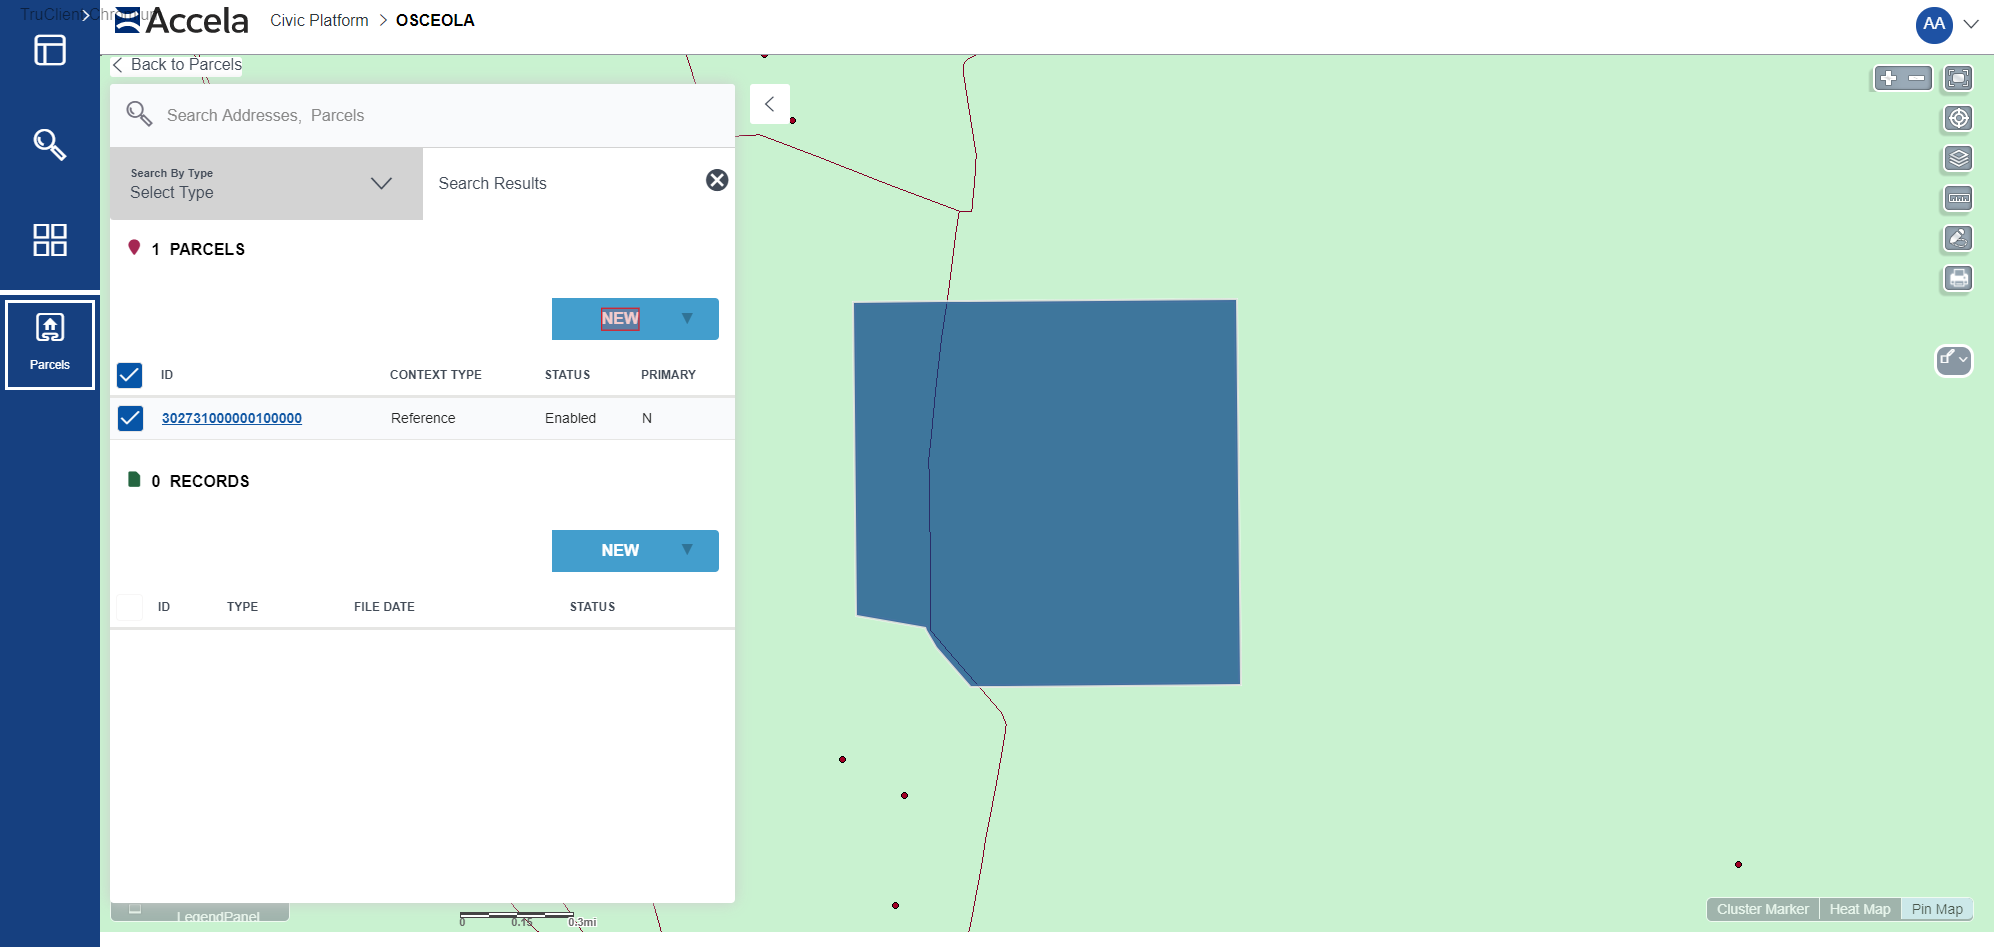 TruClient Chromium
Accela
Civic Platform > OSCEOLA
AA
Back to Parcels
Search Addresses, Parcels
Search By Type
Select Type
Search Results
1 PARCELS
NEW
Parcels
ID CONTEXT TYPE STATUS PRIMARY
302731000000100000 Reference Enabled N
0 RECORDS
NEW
ID TYPE FILE DATE STATUS
LegendPanel
0 0.15 0.3mi
Cluster Marker Heat Map Pin Map